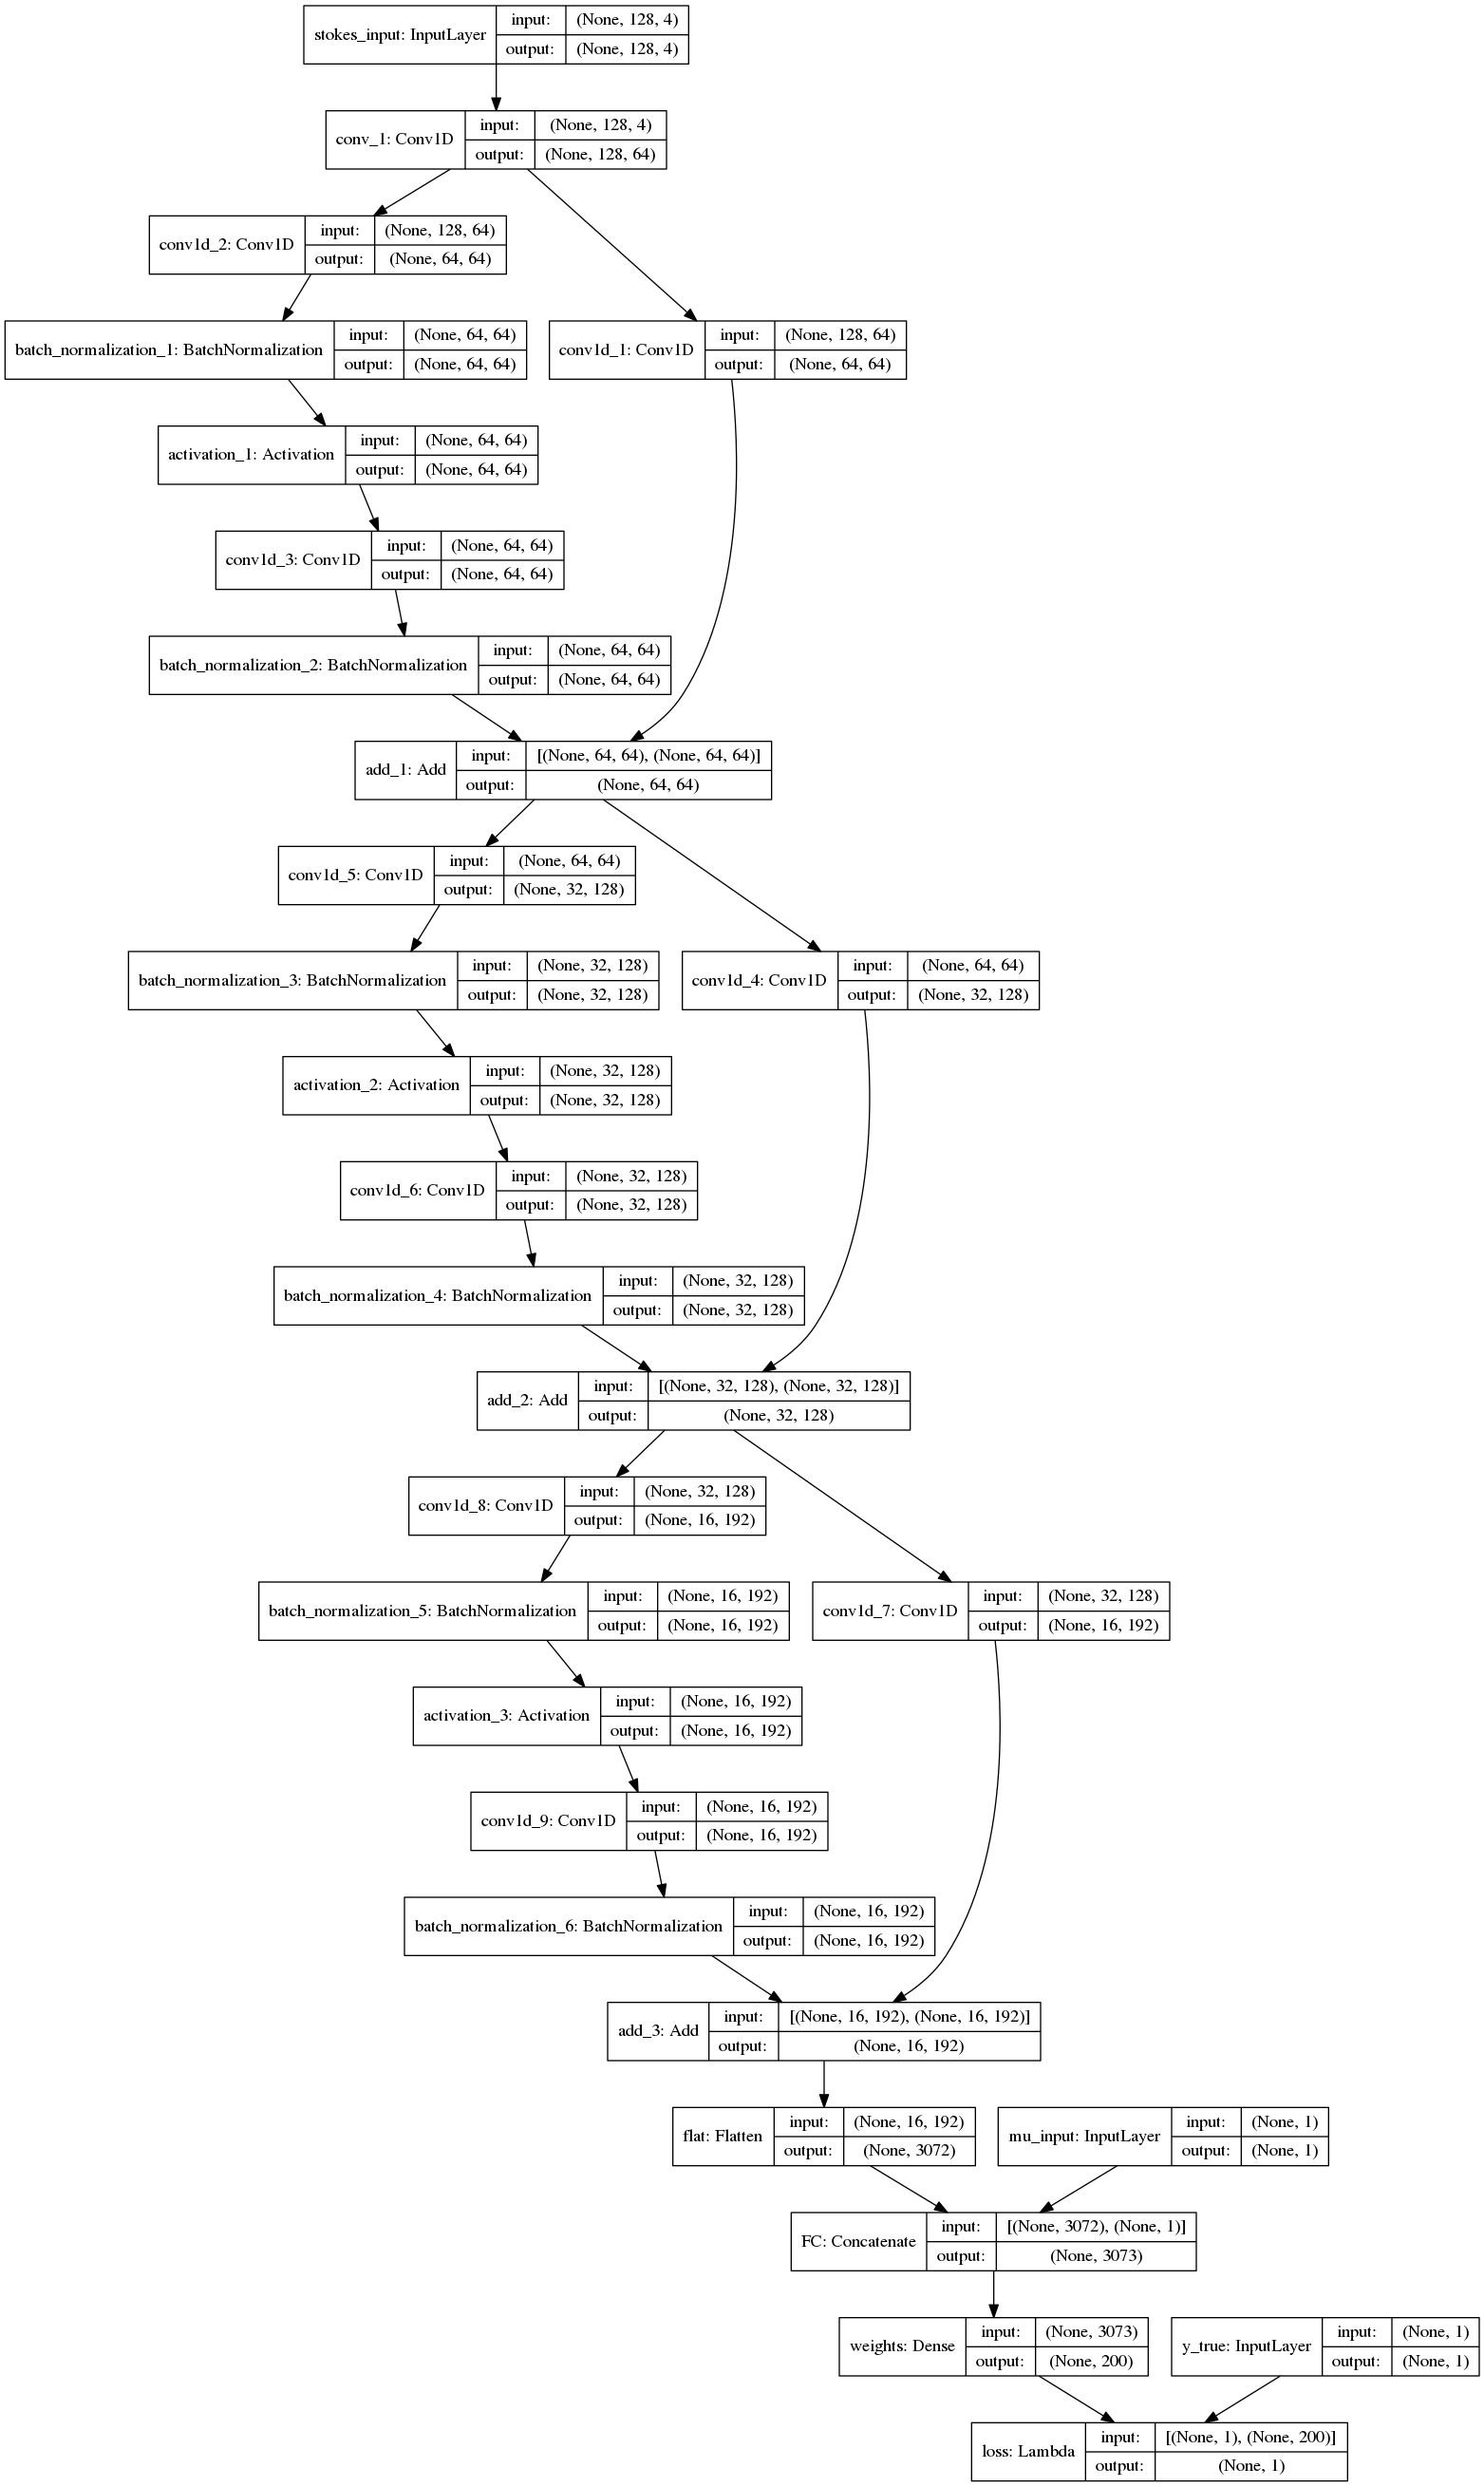 stokes_input: InputLayer
input: (None, 128, 4)
output: (None, 128, 4)
conv_1: Conv1D
input: (None, 128, 4)
output: (None, 128, 64)
conv1d_2: Conv1D
input: (None, 128, 64)
output: (None, 64, 64)
batch_normalization_1: BatchNormalization
input: (None, 64, 64)
output: (None, 64, 64)
conv1d_1: Conv1D
input: (None, 128, 64)
output: (None, 64, 64)
activation_1: Activation
input: (None, 64, 64)
output: (None, 64, 64)
conv1d_3: Conv1D
input: (None, 64, 64)
output: (None, 64, 64)
batch_normalization_2: BatchNormalization
input: (None, 64, 64)
output: (None, 64, 64)
add_1: Add
input: [(None, 64, 64), (None, 64, 64)]
output: (None, 64, 64)
conv1d_5: Conv1D
input: (None, 64, 64)
output: (None, 32, 128)
batch_normalization_3: BatchNormalization
input: (None, 32, 128)
output: (None, 32, 128)
conv1d_4: Conv1D
input: (None, 64, 64)
output: (None, 32, 128)
activation_2: Activation
input: (None, 32, 128)
output: (None, 32, 128)
conv1d_6: Conv1D
input: (None, 32, 128)
output: (None, 32, 128)
batch_normalization_4: BatchNormalization
input: (None, 32, 128)
output: (None, 32, 128)
add_2: Add
input: [(None, 32, 128), (None, 32, 128)]
output: (None, 32, 128)
conv1d_8: Conv1D
input: (None, 32, 128)
output: (None, 16, 192)
batch_normalization_5: BatchNormalization
input: (None, 16, 192)
output: (None, 16, 192)
conv1d_7: Conv1D
input: (None, 32, 128)
output: (None, 16, 192)
activation_3: Activation
input: (None, 16, 192)
output: (None, 16, 192)
conv1d_9: Conv1D
input: (None, 16, 192)
output: (None, 16, 192)
batch_normalization_6: BatchNormalization
input: (None, 16, 192)
output: (None, 16, 192)
add_3: Add
input: [(None, 16, 192), (None, 16, 192)]
output: (None, 16, 192)
flat: Flatten
input: (None, 16, 192)
output: (None, 3072)
mu_input: InputLayer
input: (None, 1)
output: (None, 1)
FC: Concatenate
input: [(None, 3072), (None, 1)]
output: (None, 3073)
weights: Dense
input: (None, 3073)
output: (None, 200)
y_true: InputLayer
input: (None, 1)
output: (None, 1)
loss: Lambda
input: [(None, 1), (None, 200)]
output: (None, 1)